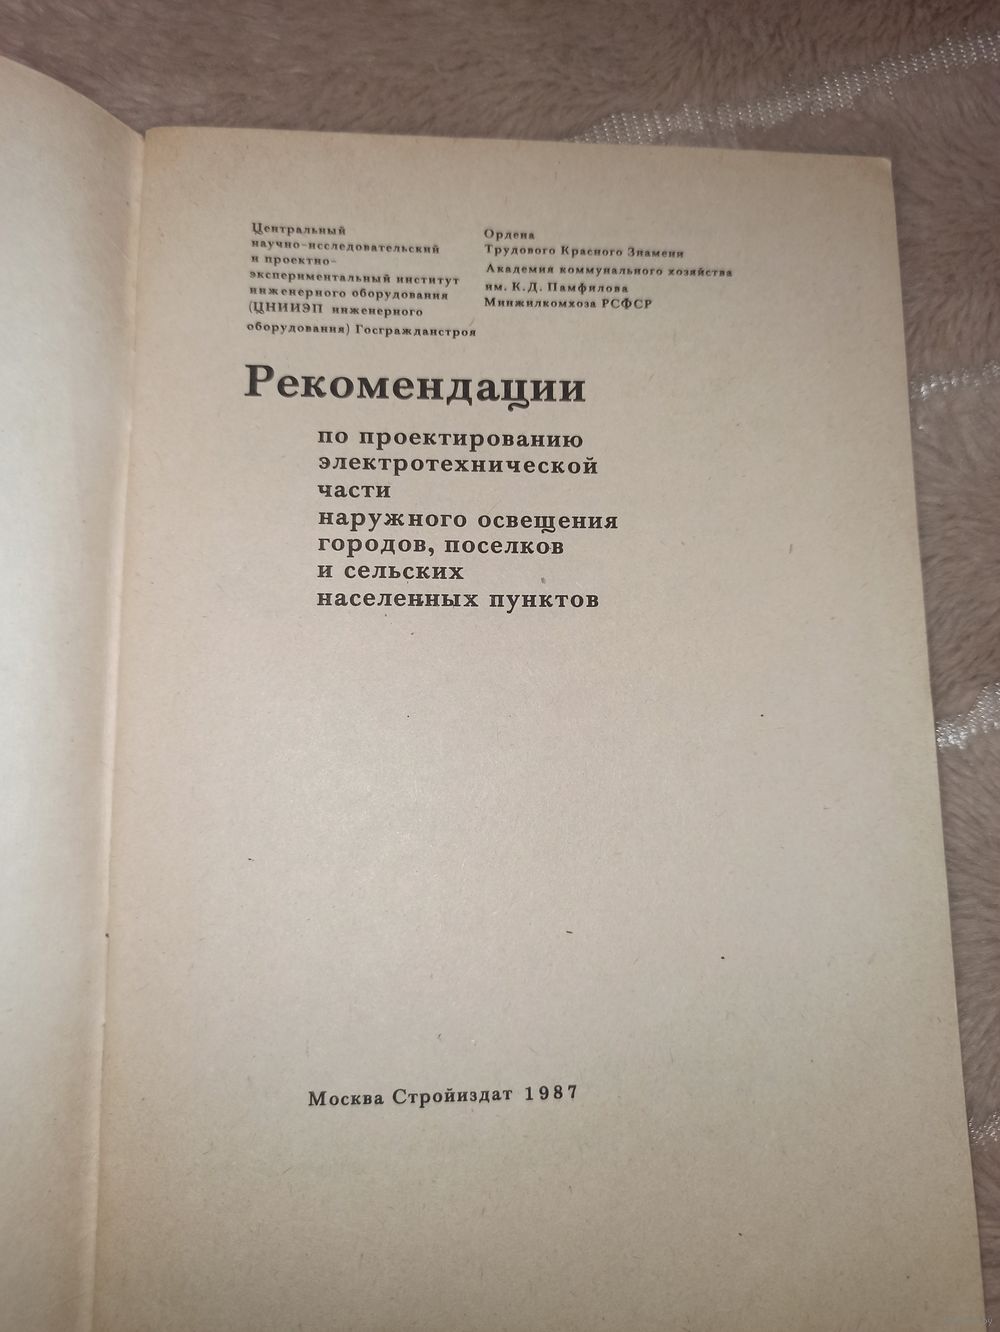 Центральный
научно-исследовательский
и проектно-
экспериментальный институт
инженерного оборудования
(ЦНИИЭП инженерного
оборудования) Госгражданстроя
Ордена
Трудового Красного Знамени
Академия коммунального хозяйства
им. К.Д. Памфилова
Минжилкомхоза РСФСР
Рекомендации
по проектированию
электротехнической
части
наружного освещения
городов, поселков
и сельских
населенных пунктов
Москва Стройиздат 1987